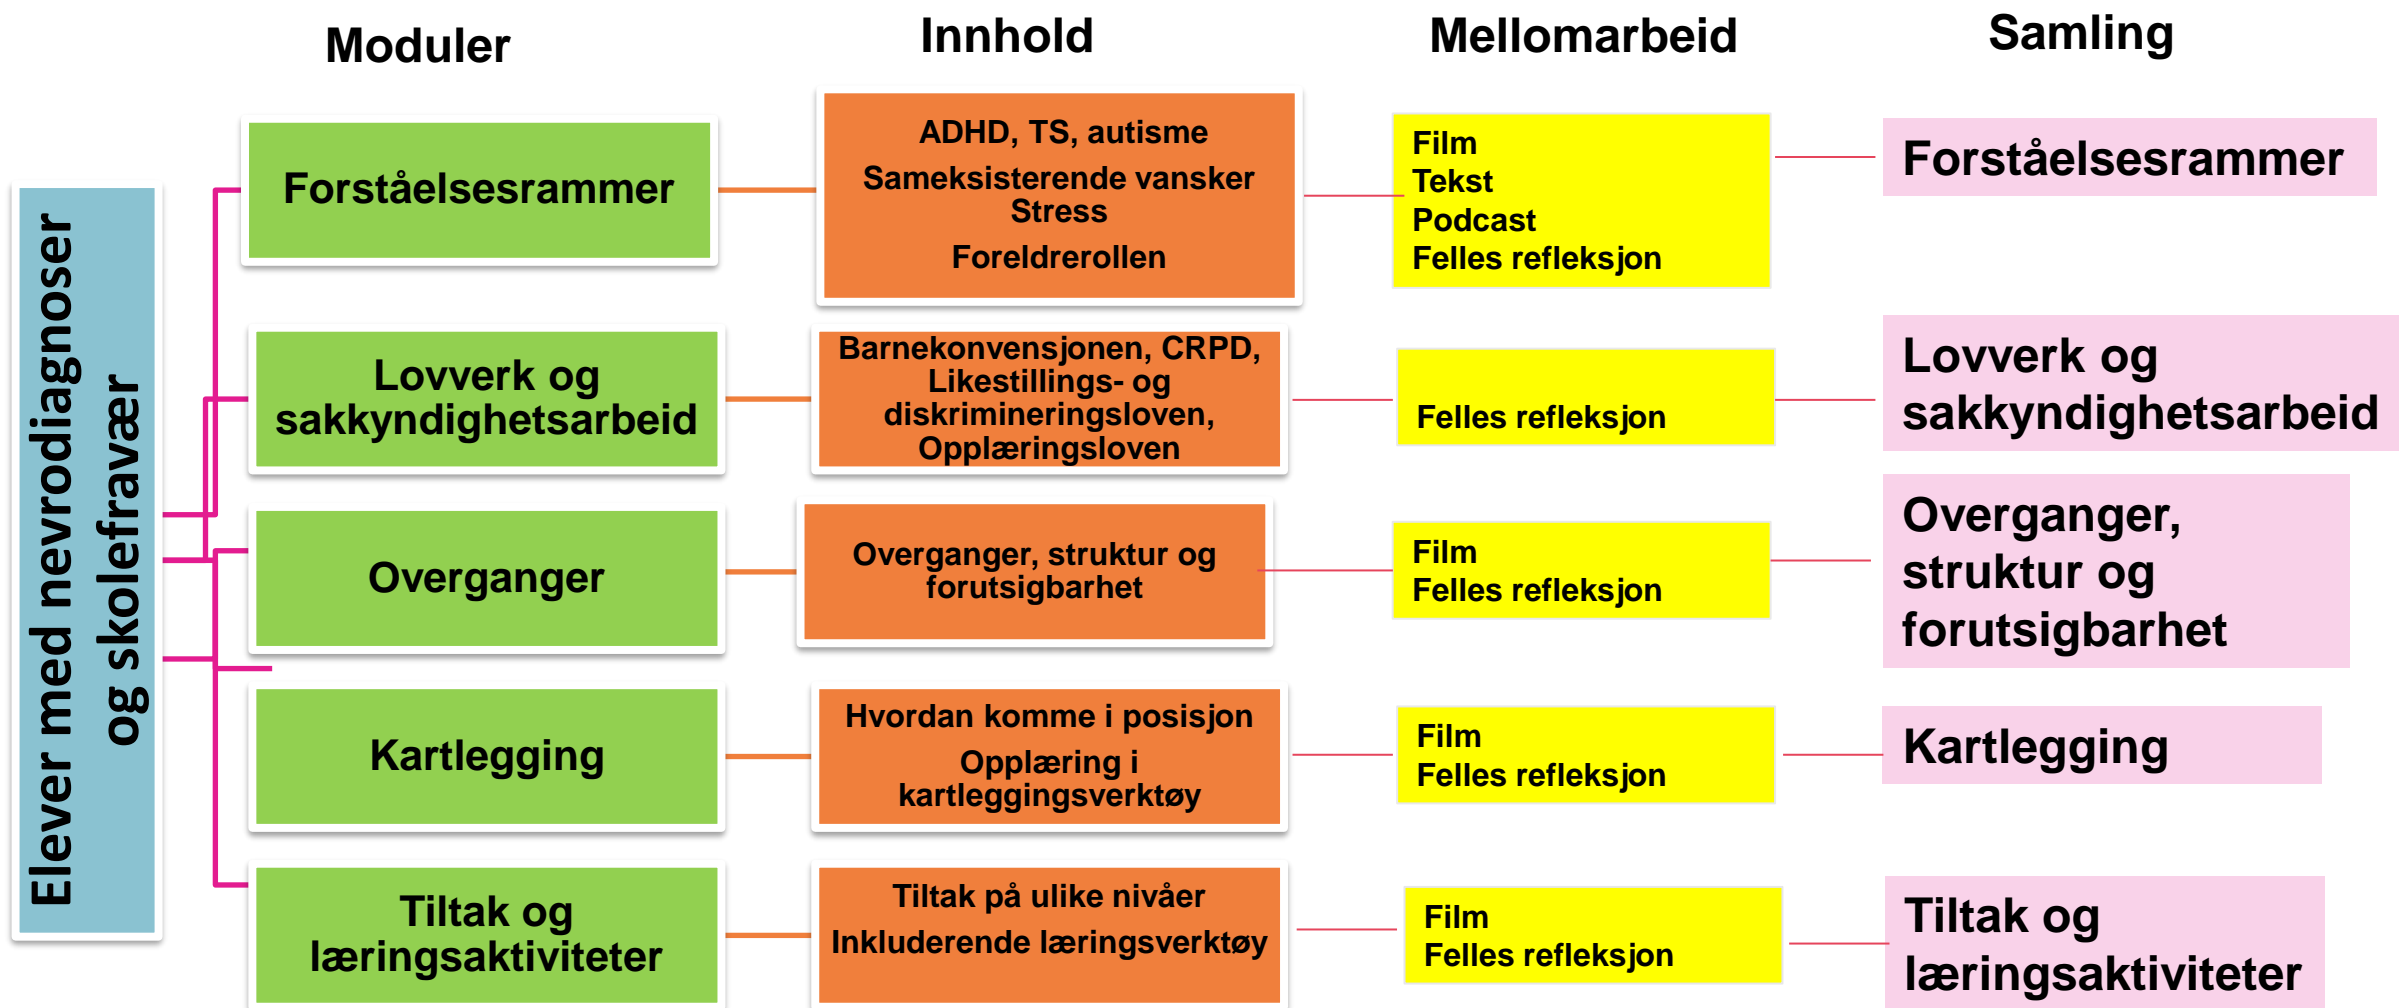 Moduler
Innhold
Mellomarbeid
Samling
Elever med nevrodiagnoser
og skolefravær
Forståelsesrammer
ADHD, TS, autisme
Sameksisterende vansker
Stress
Foreldrerollen
Film
Tekst
Podcast
Felles refleksjon
Forståelsesrammer
Lovverk og
sakkyndighetsarbeid
Barnekonvensjonen, CRPD,
Likestillings- og
diskrimineringsloven,
Opplæringsloven
Felles refleksjon
Lovverk og
sakkyndighetsarbeid
Overganger
Overganger, struktur og
forutsigbarhet
Film
Felles refleksjon
Overganger,
struktur og
forutsigbarhet
Kartlegging
Hvordan komme i posisjon
Opplæring i
kartleggingsverktøy
Film
Felles refleksjon
Kartlegging
Tiltak og
læringsaktiviteter
Tiltak på ulike nivåer
Inkluderende læringsverktøy
Film
Felles refleksjon
Tiltak og
læringsaktiviteter